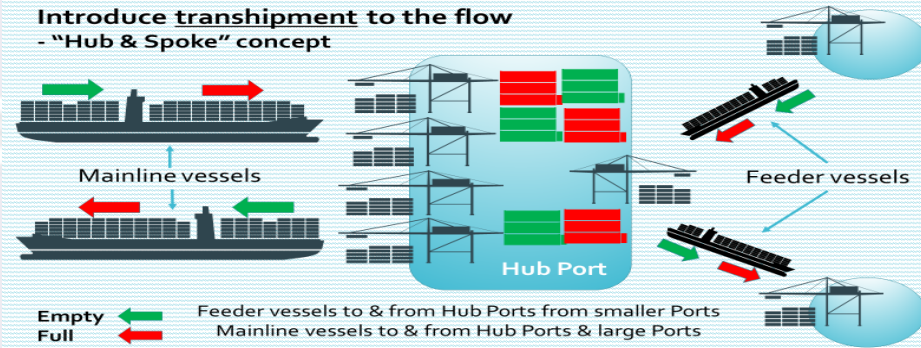 Introduce transhipment to the flow
- “Hub & Spoke” concept
Mainline vessels
Feeder vessels
Hub Port
Empty
Full
Feeder vessels to & from Hub Ports from smaller Ports
Mainline vessels to & from Hub Ports & large Ports